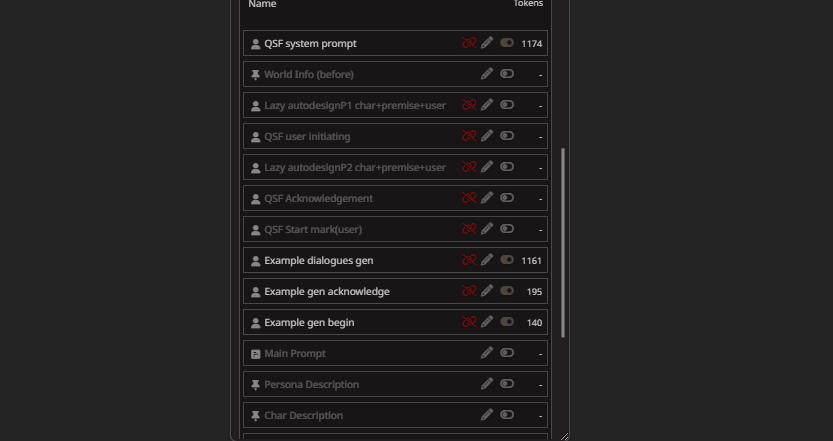 Name Tokens
QSF system prompt 1174
World Info (before) -
Lazy autodesignP1 char+premise+user -
QSF user initiating -
Lazy autodesignP2 char+premise+user -
QSF Acknowledgement -
QSF Start mark(user) -
Example dialogues gen 1161
Example gen acknowledge 195
Example gen begin 140
Main Prompt -
Persona Description -
Char Description -